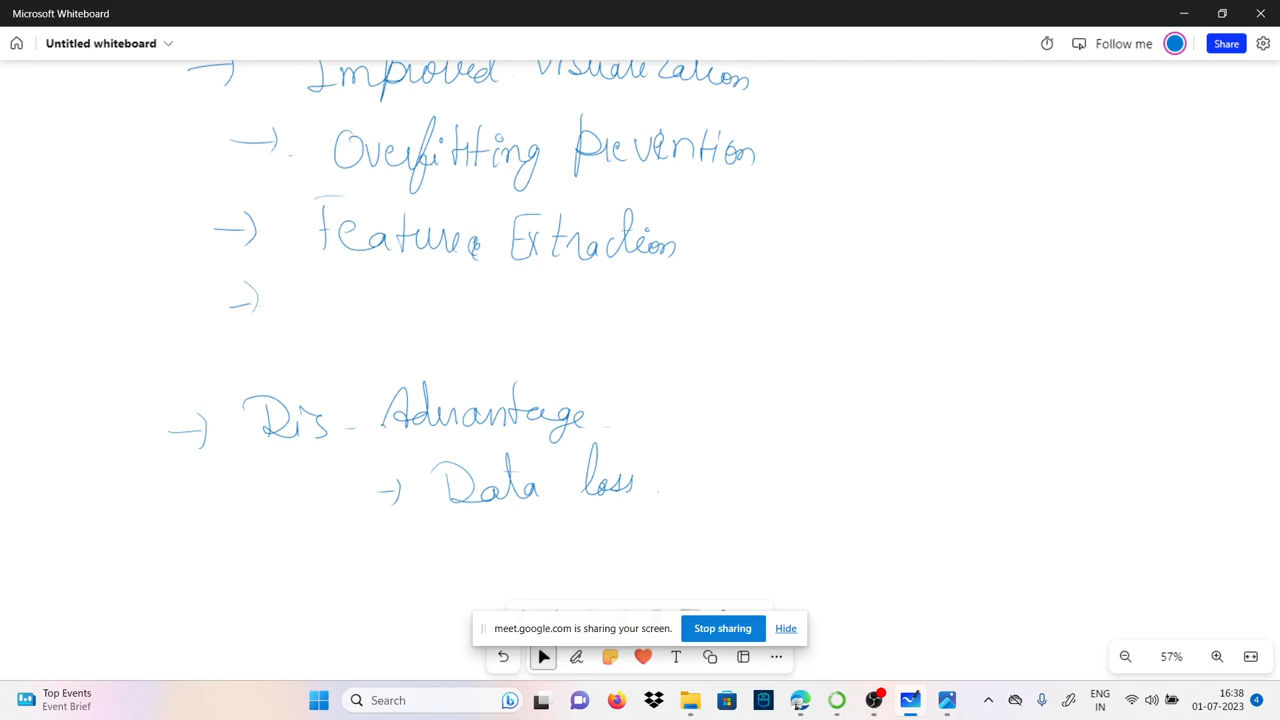 Microsoft Whiteboard
Untitled whiteboard
Follow me
Share
→ Improved visualization
→ Overfittting prevention
→ Feature Extraction
→
→ Dis - Advantage
→ Data loss
meet.google.com is sharing your screen. Stop sharing Hide
57%
Top Events
Event Brief
Search
ENG
IN
16:38
01-07-2023
4